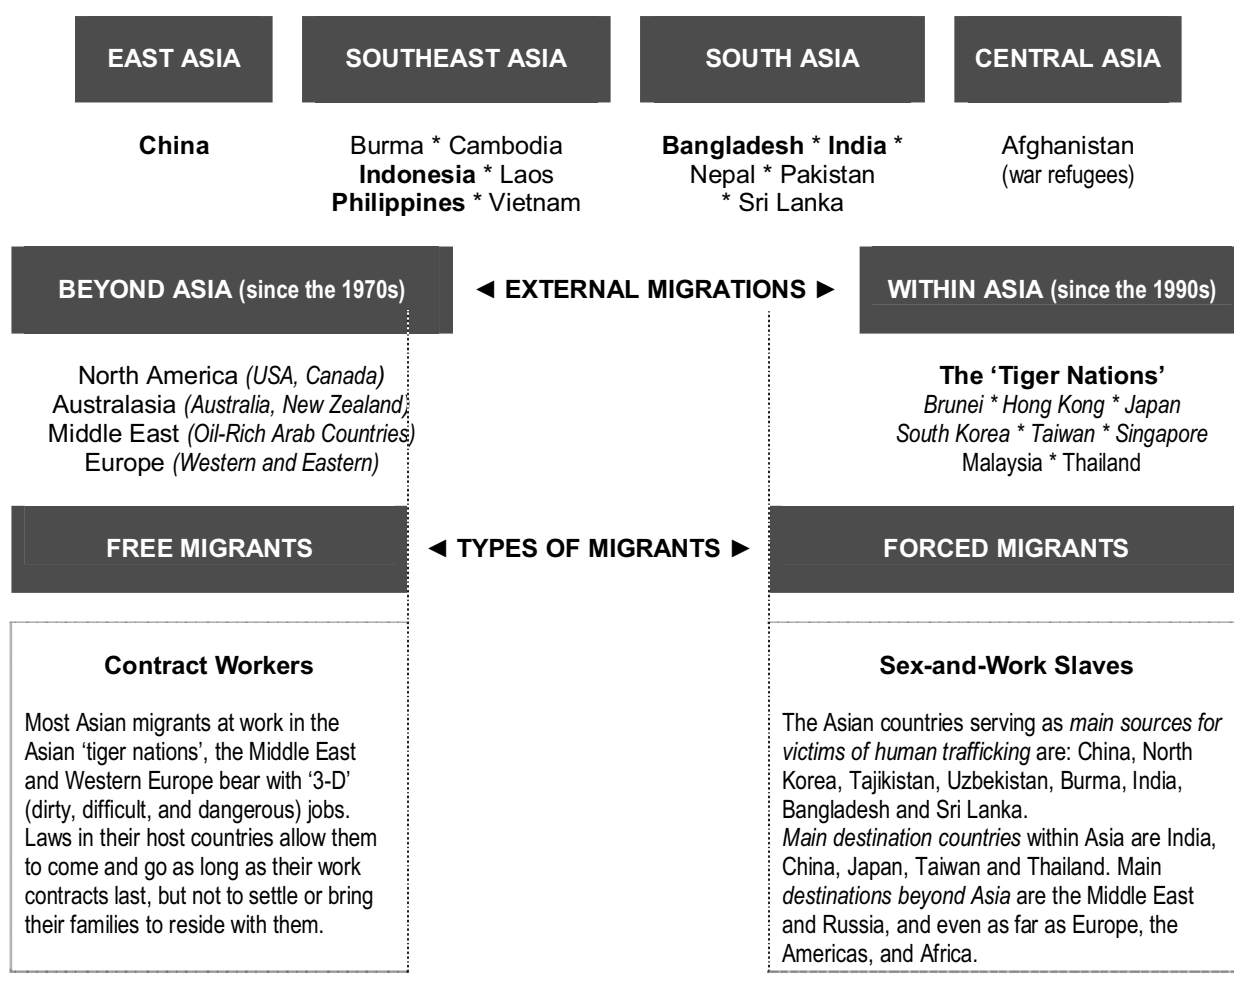 EAST ASIA
SOUTHEAST ASIA
SOUTH ASIA
CENTRAL ASIA
China
Burma * Cambodia
Indonesia * Laos
Philippines * Vietnam
Bangladesh * India *
Nepal * Pakistan
* Sri Lanka
Afghanistan
(war refugees)
BEYOND ASIA (since the 1970s)
◄ EXTERNAL MIGRATIONS ►
WITHIN ASIA (since the 1990s)
North America (USA, Canada)
Australasia (Australia, New Zealand)
Middle East (Oil-Rich Arab Countries)
Europe (Western and Eastern)
The ‘Tiger Nations’
Brunei * Hong Kong * Japan
South Korea * Taiwan * Singapore
Malaysia * Thailand
FREE MIGRANTS
◄ TYPES OF MIGRANTS ►
FORCED MIGRANTS
Contract Workers
Most Asian migrants at work in the
Asian ‘tiger nations’, the Middle East
and Western Europe bear with ‘3-D’
(dirty, difficult, and dangerous) jobs.
Laws in their host countries allow them
to come and go as long as their work
contracts last, but not to settle or bring
their families to reside with them.
Sex-and-Work Slaves
The Asian countries serving as main sources for
victims of human trafficking are: China, North
Korea, Tajikistan, Uzbekistan, Burma, India,
Bangladesh and Sri Lanka.
Main destination countries within Asia are India,
China, Japan, Taiwan and Thailand. Main
destinations beyond Asia are the Middle East
and Russia, and even as far as Europe, the
Americas, and Africa.